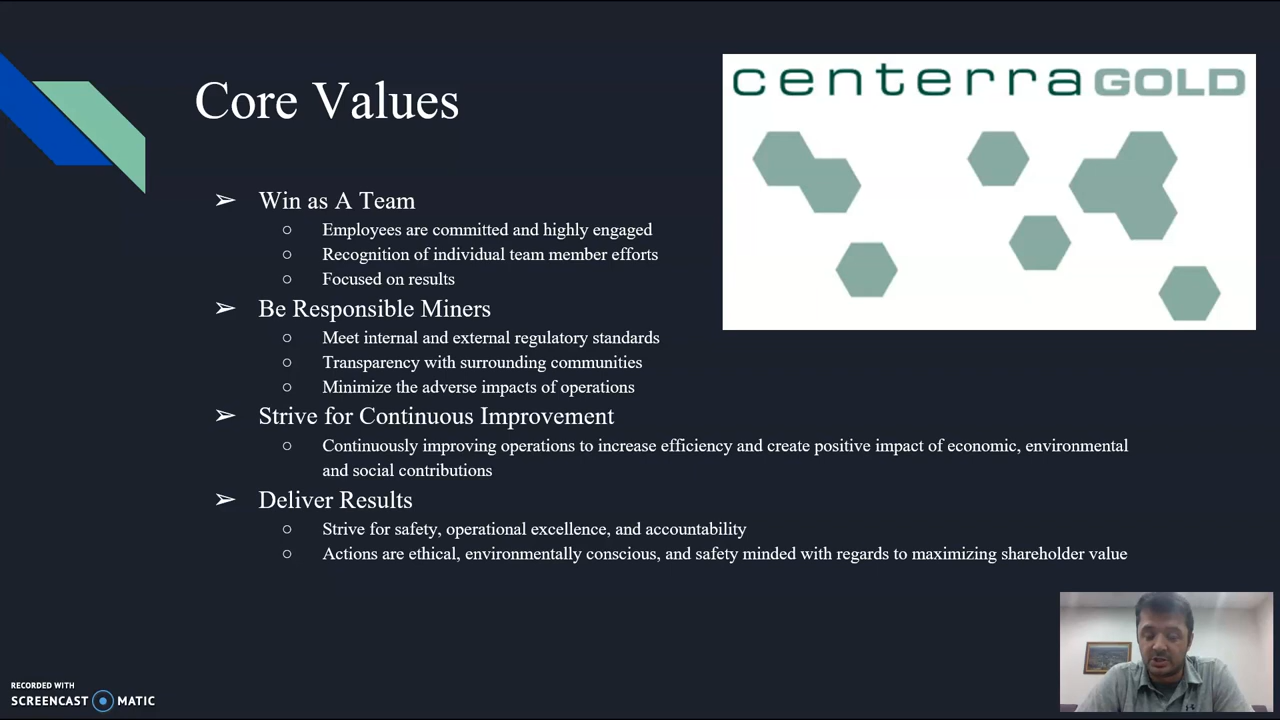 Core Values
centerra GOLD
➢ Win as A Team
○ Employees are committed and highly engaged
○ Recognition of individual team member efforts
○ Focused on results
➢ Be Responsible Miners
○ Meet internal and external regulatory standards
○ Transparency with surrounding communities
○ Minimize the adverse impacts of operations
➢ Strive for Continuous Improvement
○ Continuously improving operations to increase efficiency and create positive impact of economic, environmental
and social contributions
➢ Deliver Results
○ Strive for safety, operational excellence, and accountability
○ Actions are ethical, environmentally conscious, and safety minded with regards to maximizing shareholder value
RECORDED WITH
SCREENCAST MATIC